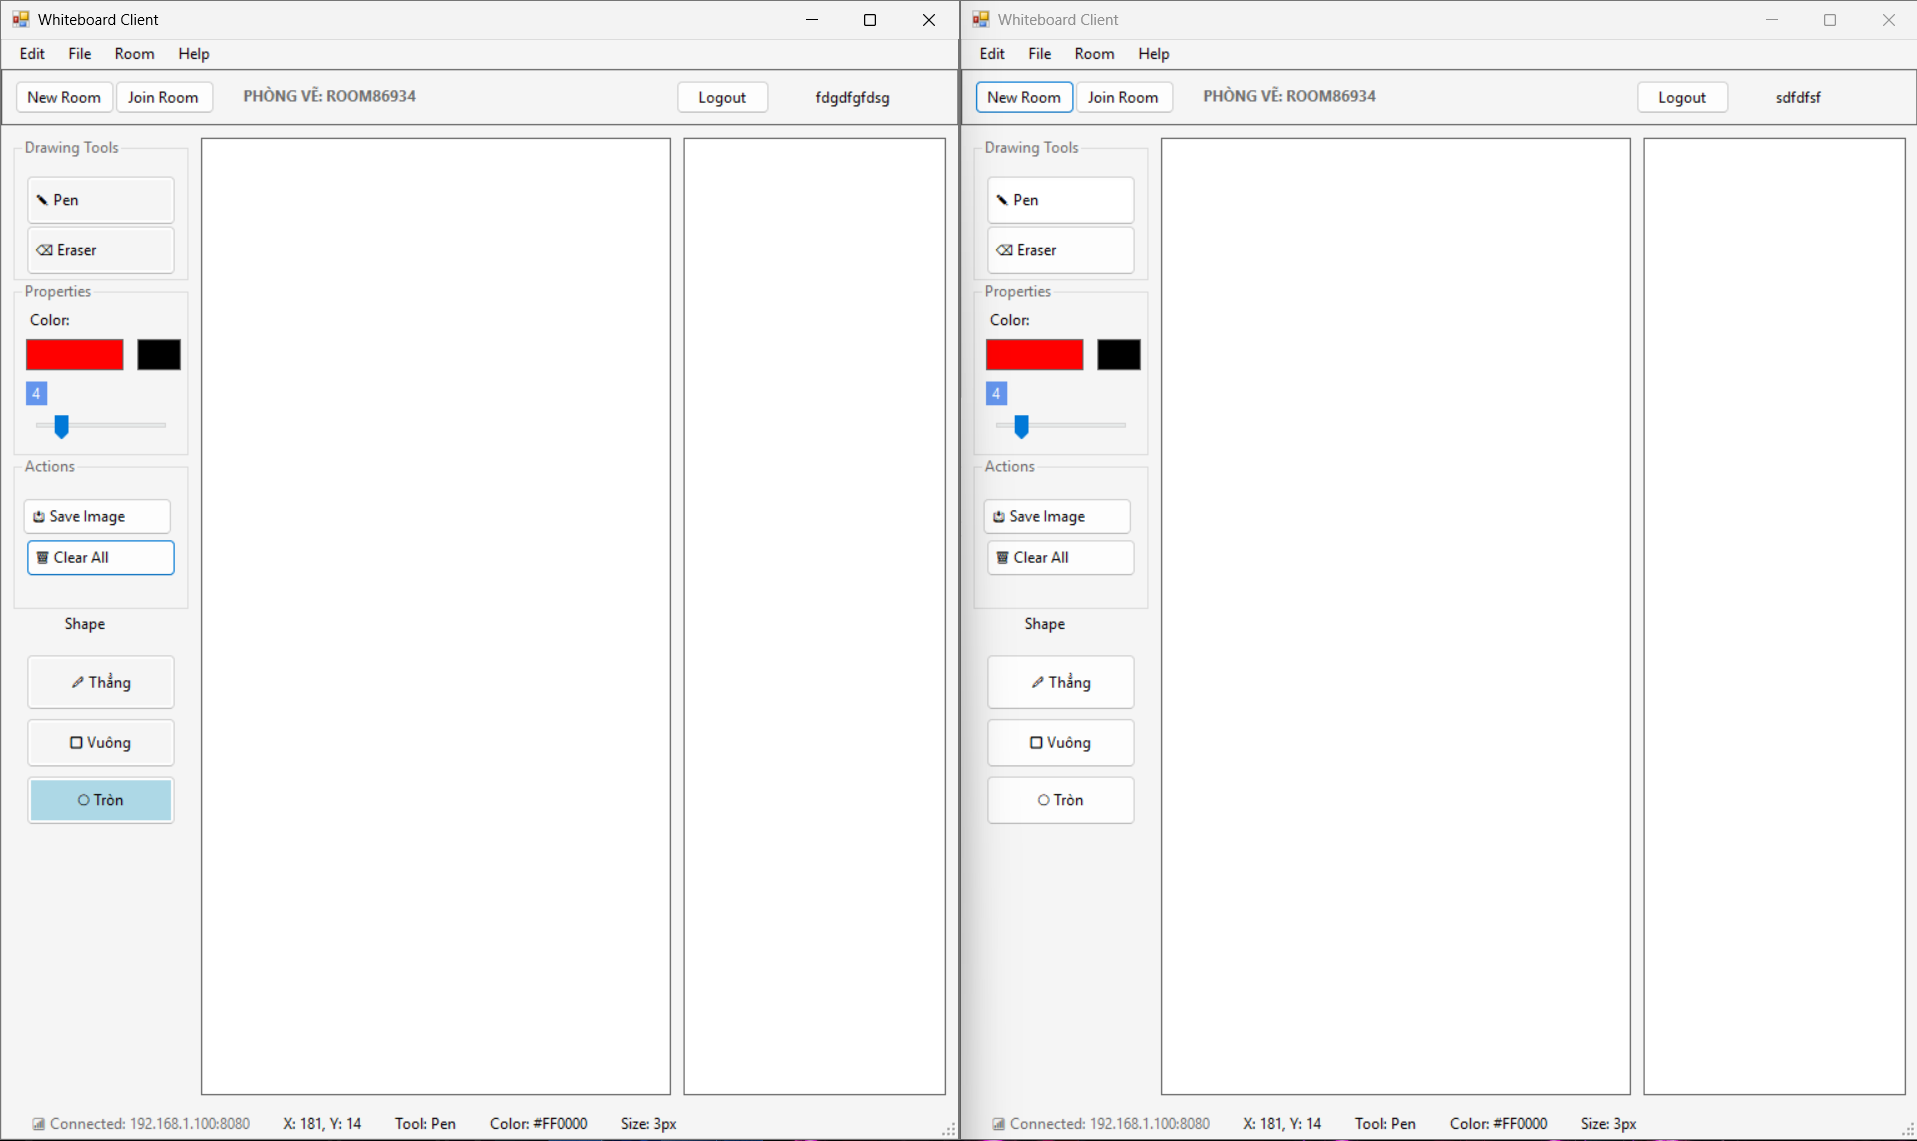 Whiteboard Client
Edit File Room Help
New Room Join Room PHÒNG VẼ: ROOM86934 Logout fdgdfgfdsg
Drawing Tools
Pen
Eraser
Properties
Color:
4
Actions
Save Image
Clear All
Shape
Thẳng
Vuông
Tròn
Connected: 192.168.1.100:8080 X: 181, Y: 14 Tool: Pen Color: #FF0000 Size: 3px
Whiteboard Client
Edit File Room Help
New Room Join Room PHÒNG VẼ: ROOM86934 Logout sdfdfsf
Drawing Tools
Pen
Eraser
Properties
Color:
4
Actions
Save Image
Clear All
Shape
Thẳng
Vuông
Tròn
Connected: 192.168.1.100:8080 X: 181, Y: 14 Tool: Pen Color: #FF0000 Size: 3px